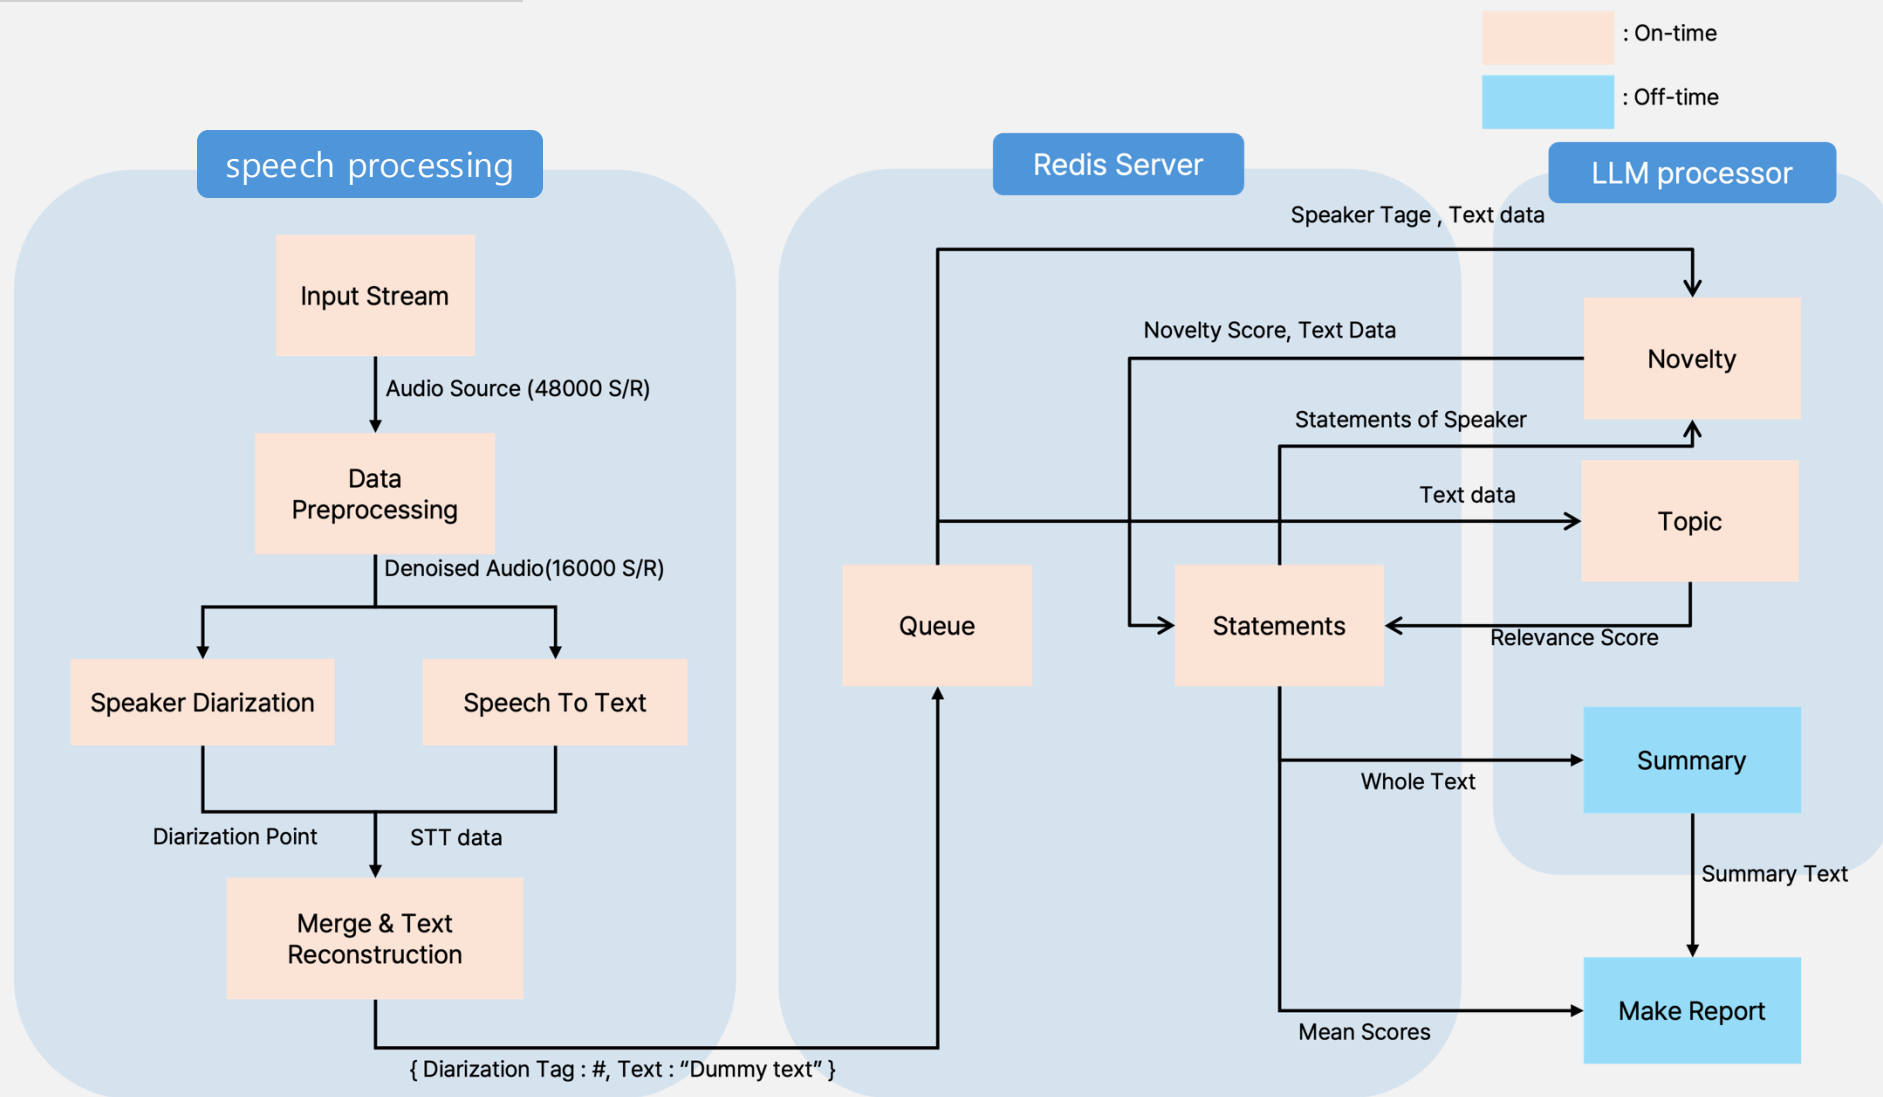 : On-time
: Off-time
speech processing
Redis Server
LLM processor
Speaker Tage , Text data
Input Stream
Novelty Score, Text Data
Novelty
Audio Source (48000 S/R)
Statements of Speaker
Data
Preprocessing
Text data
Topic
Denoised Audio(16000 S/R)
Queue
Statements
Relevance Score
Speaker Diarization
Speech To Text
Summary
Whole Text
Diarization Point
STT data
Summary Text
Merge & Text
Reconstruction
Make Report
Mean Scores
{ Diarization Tag : #, Text : “Dummy text” }